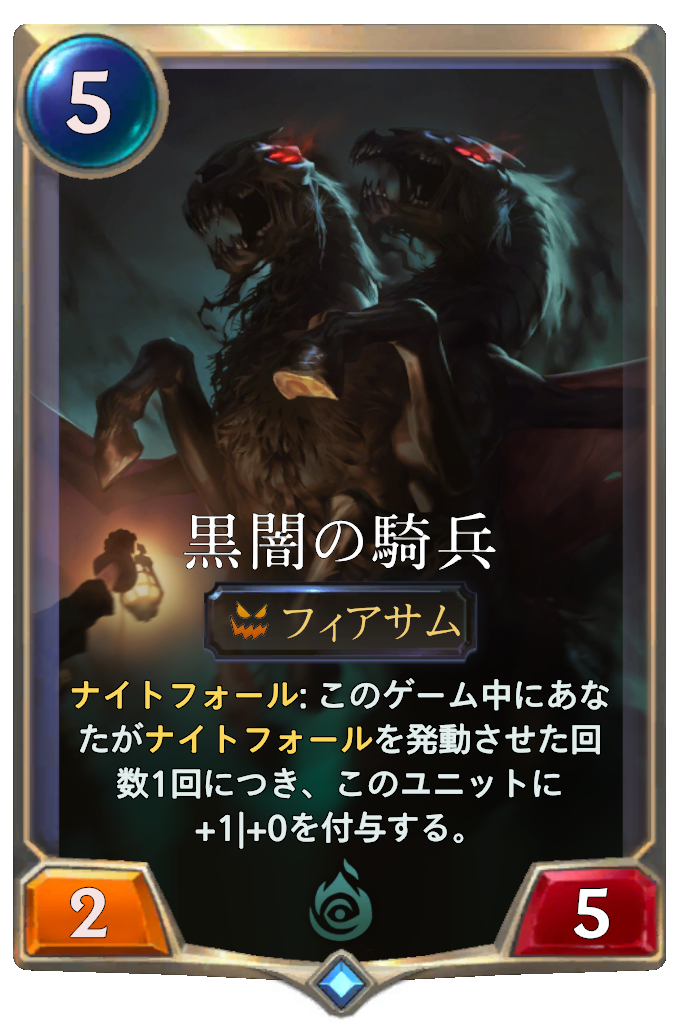 5
黒闇の騎兵
フィアサム
ナイトフォール: このゲーム中にあな
たがナイトフォールを発動させた回
数1回につき、このユニットに
+1|+0を付与する。
2
5